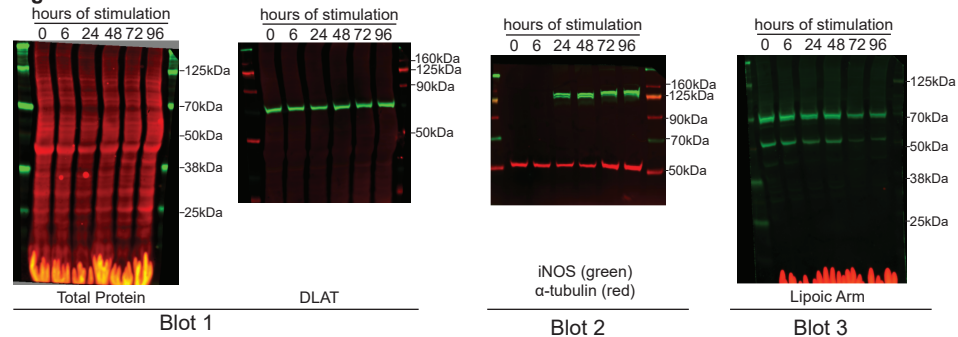 hours of stimulation
0 6 24 48 72 96
-125kDa
-70kDa
-50kDa
-38kDa
-25kDa
Total Protein
hours of stimulation
0 6 24 48 72 96
-160kDa
-125kDa
-90kDa
-50kDa
DLAT
Blot 1
hours of stimulation
0 6 24 48 72 96
-160kDa
-125kDa
-90kDa
-70kDa
-50kDa
iNOS (green)
α-tubulin (red)
Blot 2
hours of stimulation
0 6 24 48 72 96
-125kDa
-70kDa
-50kDa
-38kDa
-25kDa
Lipoic Arm
Blot 3